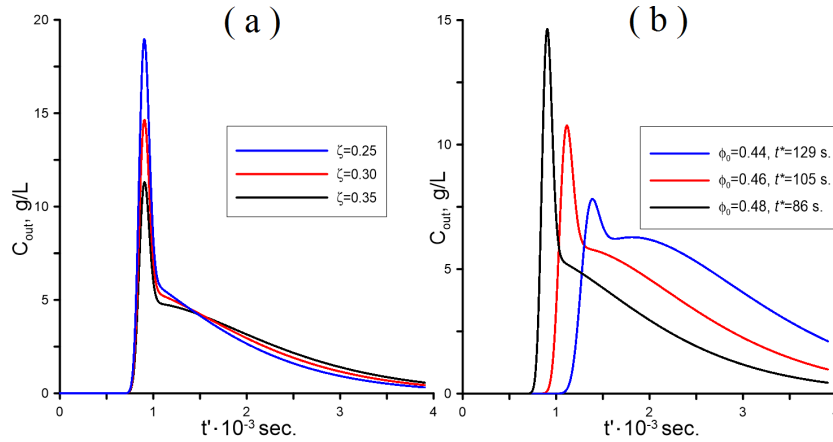 ( a )
20
15
10
5
0
C_out, g/L
ζ=0.25
ζ=0.30
ζ=0.35
0 1 2 3 4
t'·10⁻³ sec.
( b )
15
10
5
0
C_out, g/L
ϕ₀=0.44, t*=129 s.
ϕ₀=0.46, t*=105 s.
ϕ₀=0.48, t*=86 s.
0 1 2 3 4
t'·10⁻³ sec.